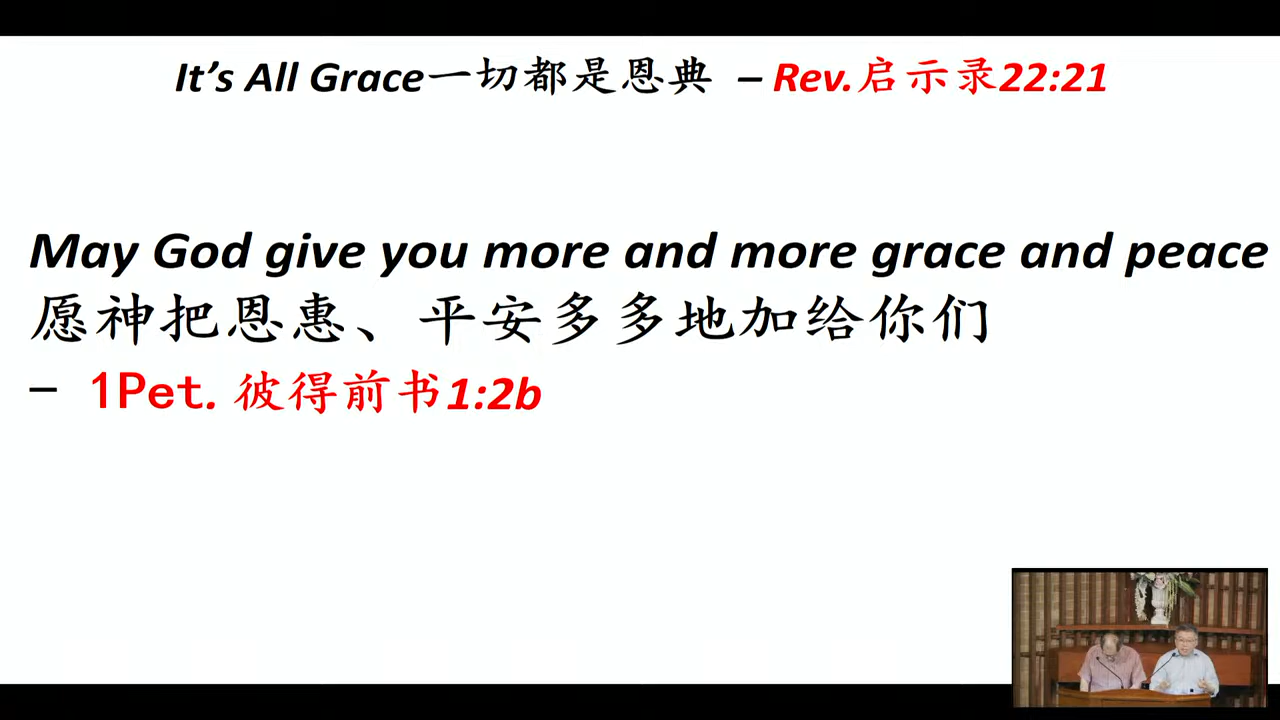 It's All Grace一切都是恩典 – Rev.启示录22:21
May God give you more and more grace and peace
愿神把恩惠、平安多多地加给你们
– 1Pet. 彼得前书1:2b